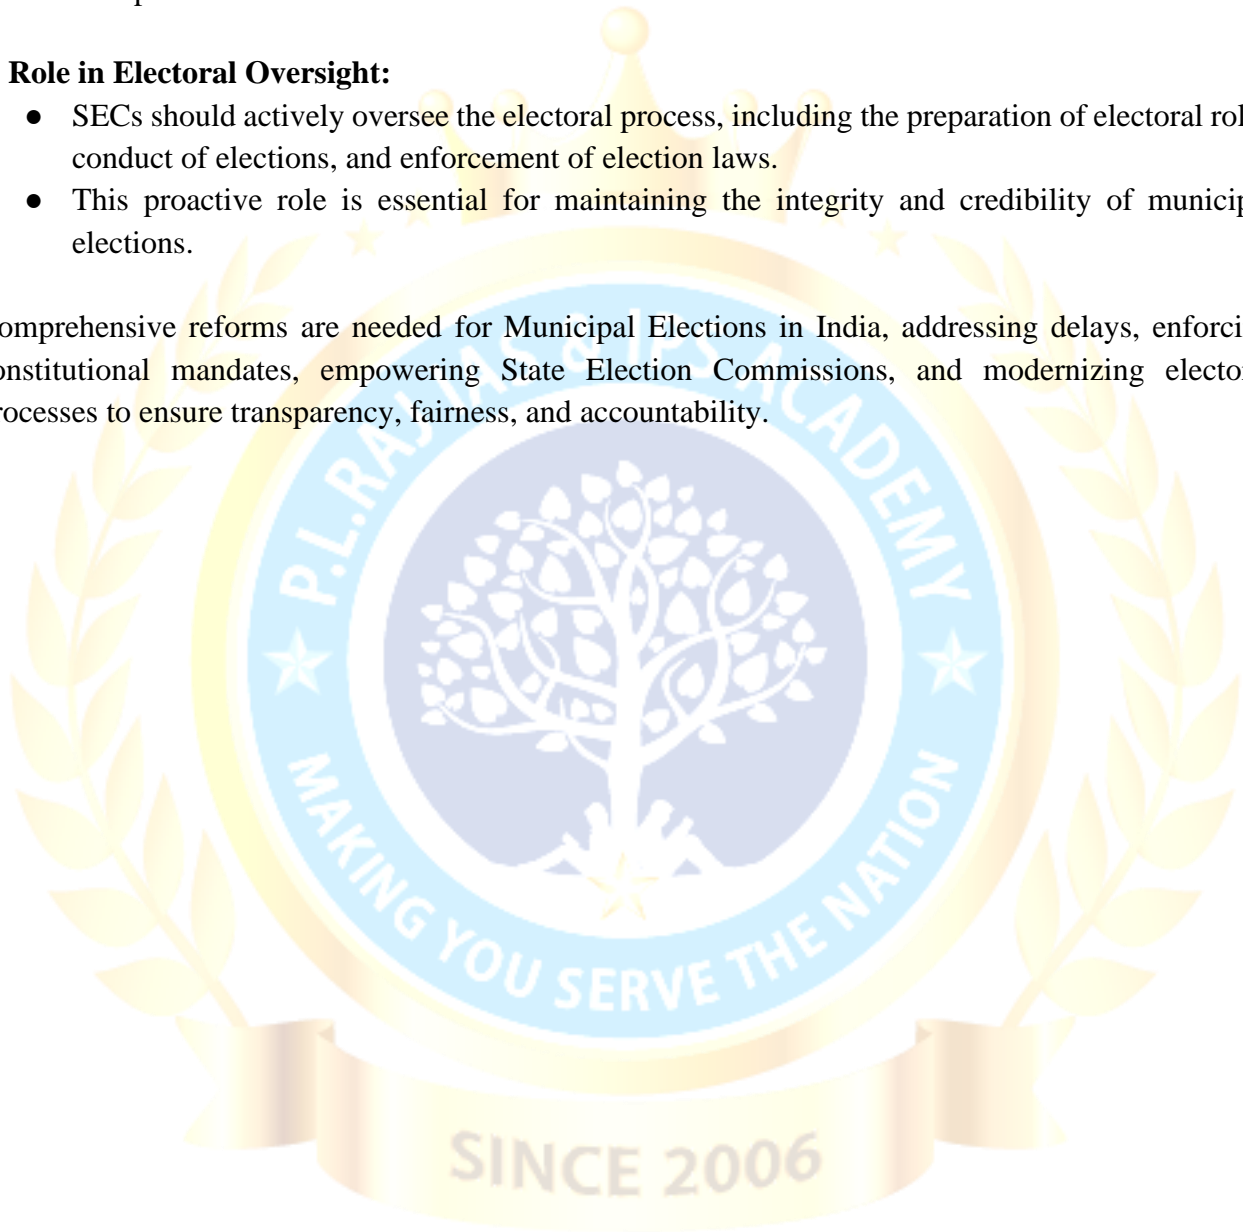 Role in Electoral Oversight:
● SECs should actively oversee the electoral process, including the preparation of electoral rol
conduct of elections, and enforcement of election laws.
● This proactive role is essential for maintaining the integrity and credibility of municip
elections.
omprehensive reforms are needed for Municipal Elections in India, addressing delays, enforci
onstitutional mandates, empowering State Election Commissions, and modernizing elector
rocesses to ensure transparency, fairness, and accountability.
P.L.RAJ IAS & IPS ACADEMY
MAKING YOU SERVE THE NATION
SINCE 2006